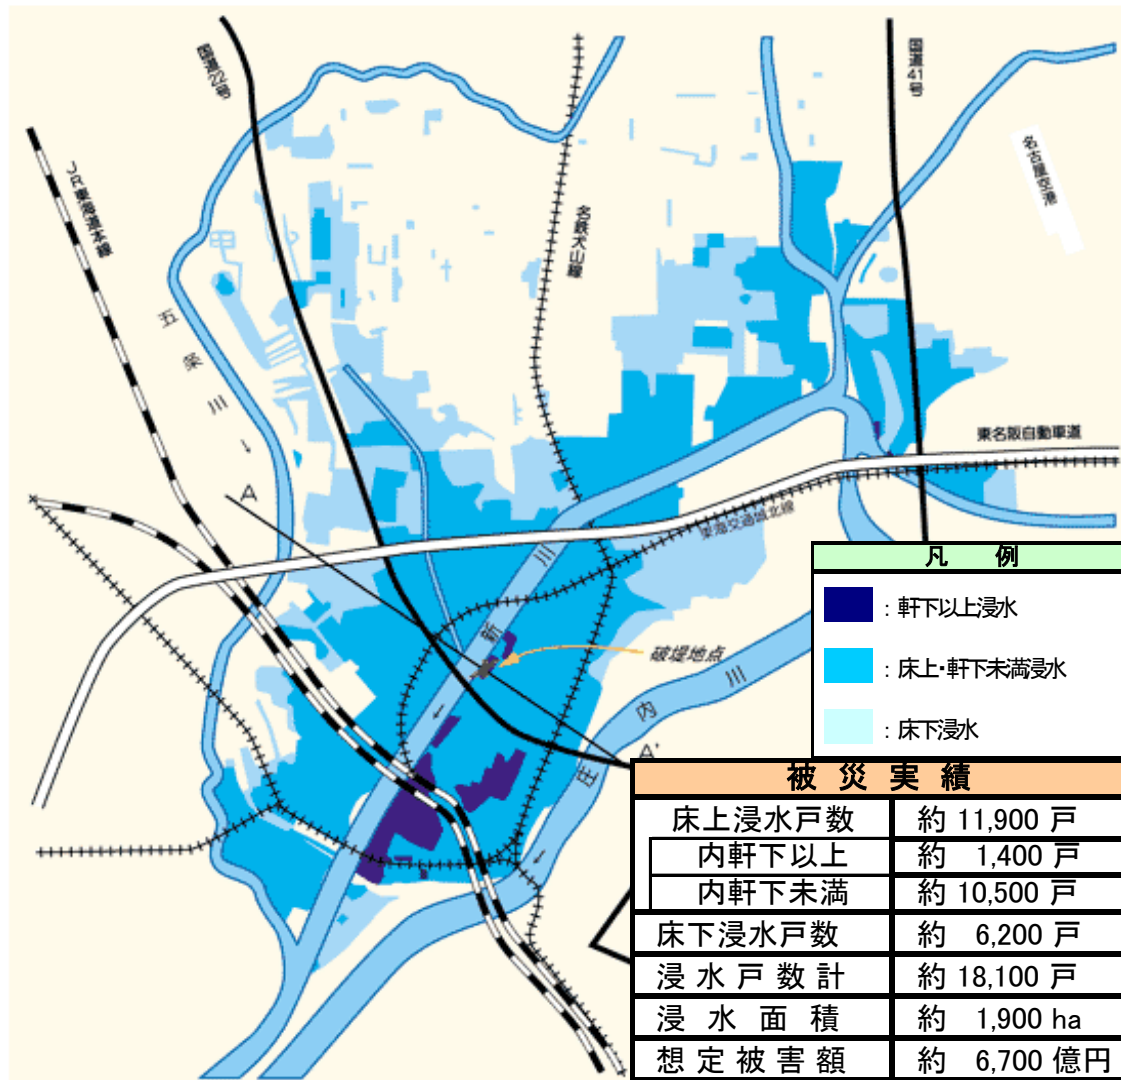 国道22号
国道41号
名古屋空港
JR東海道本線
名鉄犬山線
五条川
←
A
東名阪自動車道
東海交通城北線
新川
←
破堤地点
庄内川
←
A'
凡 例
：軒下以上浸水
：床上・軒下未満浸水
：床下浸水
被 災 実 績
床上浸水戸数 約 11,900 戸
内軒下以上 約 1,400 戸
内軒下未満 約 10,500 戸
床下浸水戸数 約 6,200 戸
浸 水 戸 数 計 約 18,100 戸
浸 水 面 積 約 1,900 ha
想 定 被 害 額 約 6,700 億円